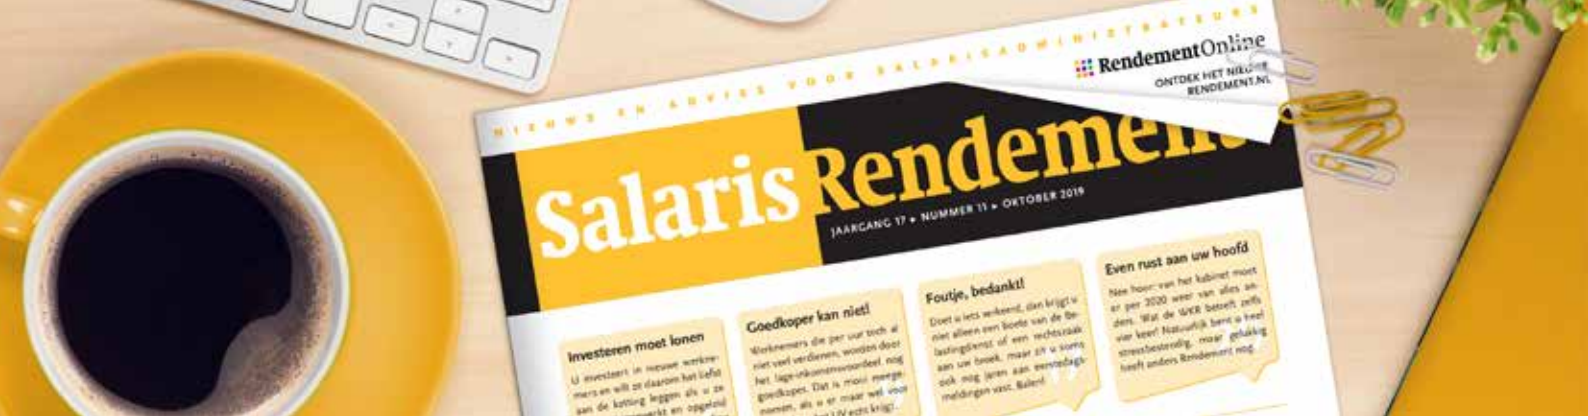 NIEUWS EN ADVIES VOOR SALARISADMINISTRATEURS
RendementOnline
ONTDEK HET NIEUWE
RENDEMENT.NL
Salaris Rendement
JAARGANG 17 ▸ NUMMER 11 ▸ OKTOBER 2019
Investeren moet lonen
U investeert in nieuwe werkne-
mers en wilt ze daarom het liefst
aan de ketting leggen als u ze
en opgeleid
Goedkoper kan niet!
Werknemers die per uur toch al
niet veel verdienen, worden door
het lage-inkomensvoordeel nog
goedkoper. Dat is mooi meege-
nomen, als u er maar wel voor
LIV echt krijgt.
Foutje, bedankt!
Doet u iets verkeerd, dan krijgt u
niet alleen een boete van de Be-
lastingdienst of een rechtszaak
aan uw broek, maar zit u soms
ook nog jaren aan eerstedags-
meldingen vast. Balen!
Even rust aan uw hoofd
Nee hoor: van het kabinet moet
er per 2020 weer van alles an-
ders. Wat de WKR betreft zelfs
vier keer! Natuurlijk bent u heel
stressbestendig, maar gelukkig
heeft anders Rendement nog